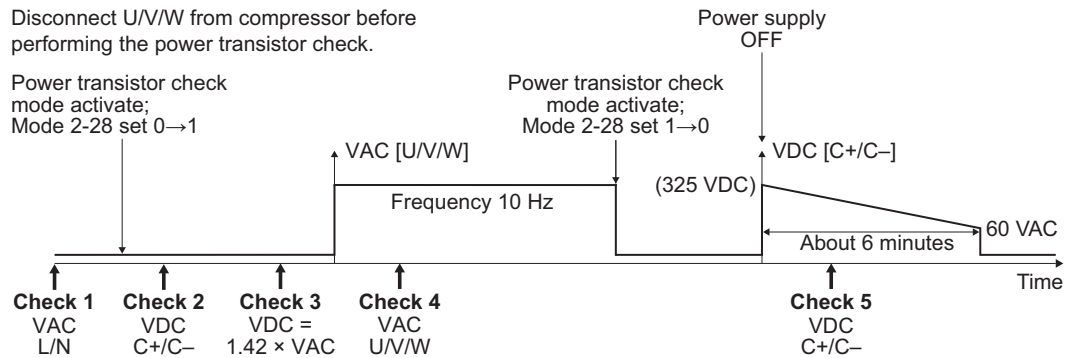 Disconnect U/V/W from compressor before
performing the power transistor check.
Power supply
OFF
Power transistor check
mode activate;
Mode 2-28 set 0→1
Power transistor check
mode activate;
Mode 2-28 set 1→0
VAC [U/V/W]
VDC [C+/C–]
(325 VDC)
Frequency 10 Hz
60 VAC
About 6 minutes
Time
Check 1
VAC
L/N
Check 2
VDC
C+/C–
Check 3
VDC =
1.42 × VAC
Check 4
VAC
U/V/W
Check 5
VDC
C+/C–